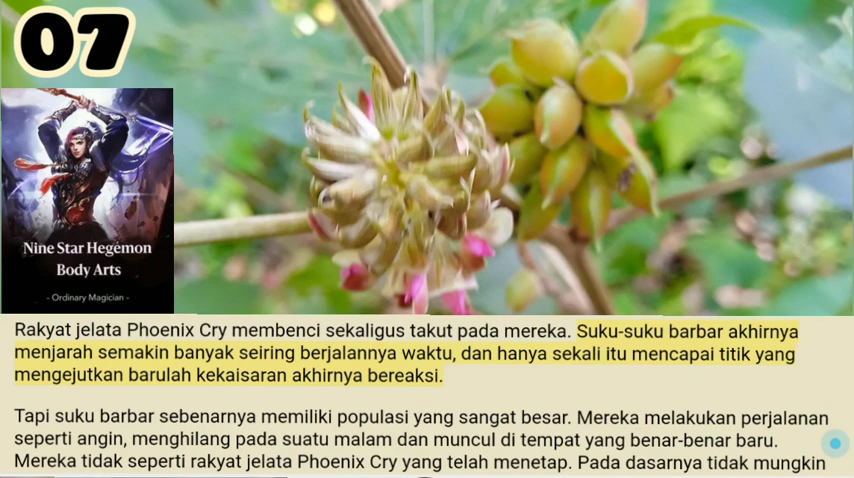 07
Nine Star Hegemon
Body Arts
- Ordinary Magician -
Rakyat jelata Phoenix Cry membenci sekaligus takut pada mereka. Suku-suku barbar akhirnya
menjarah semakin banyak seiring berjalannya waktu, dan hanya sekali itu mencapai titik yang
mengejutkan barulah kekaisaran akhirnya bereaksi.
Tapi suku barbar sebenarnya memiliki populasi yang sangat besar. Mereka melakukan perjalanan
seperti angin, menghilang pada suatu malam dan muncul di tempat yang benar-benar baru.
Mereka tidak seperti rakyat jelata Phoenix Cry yang telah menetap. Pada dasarnya tidak mungkin